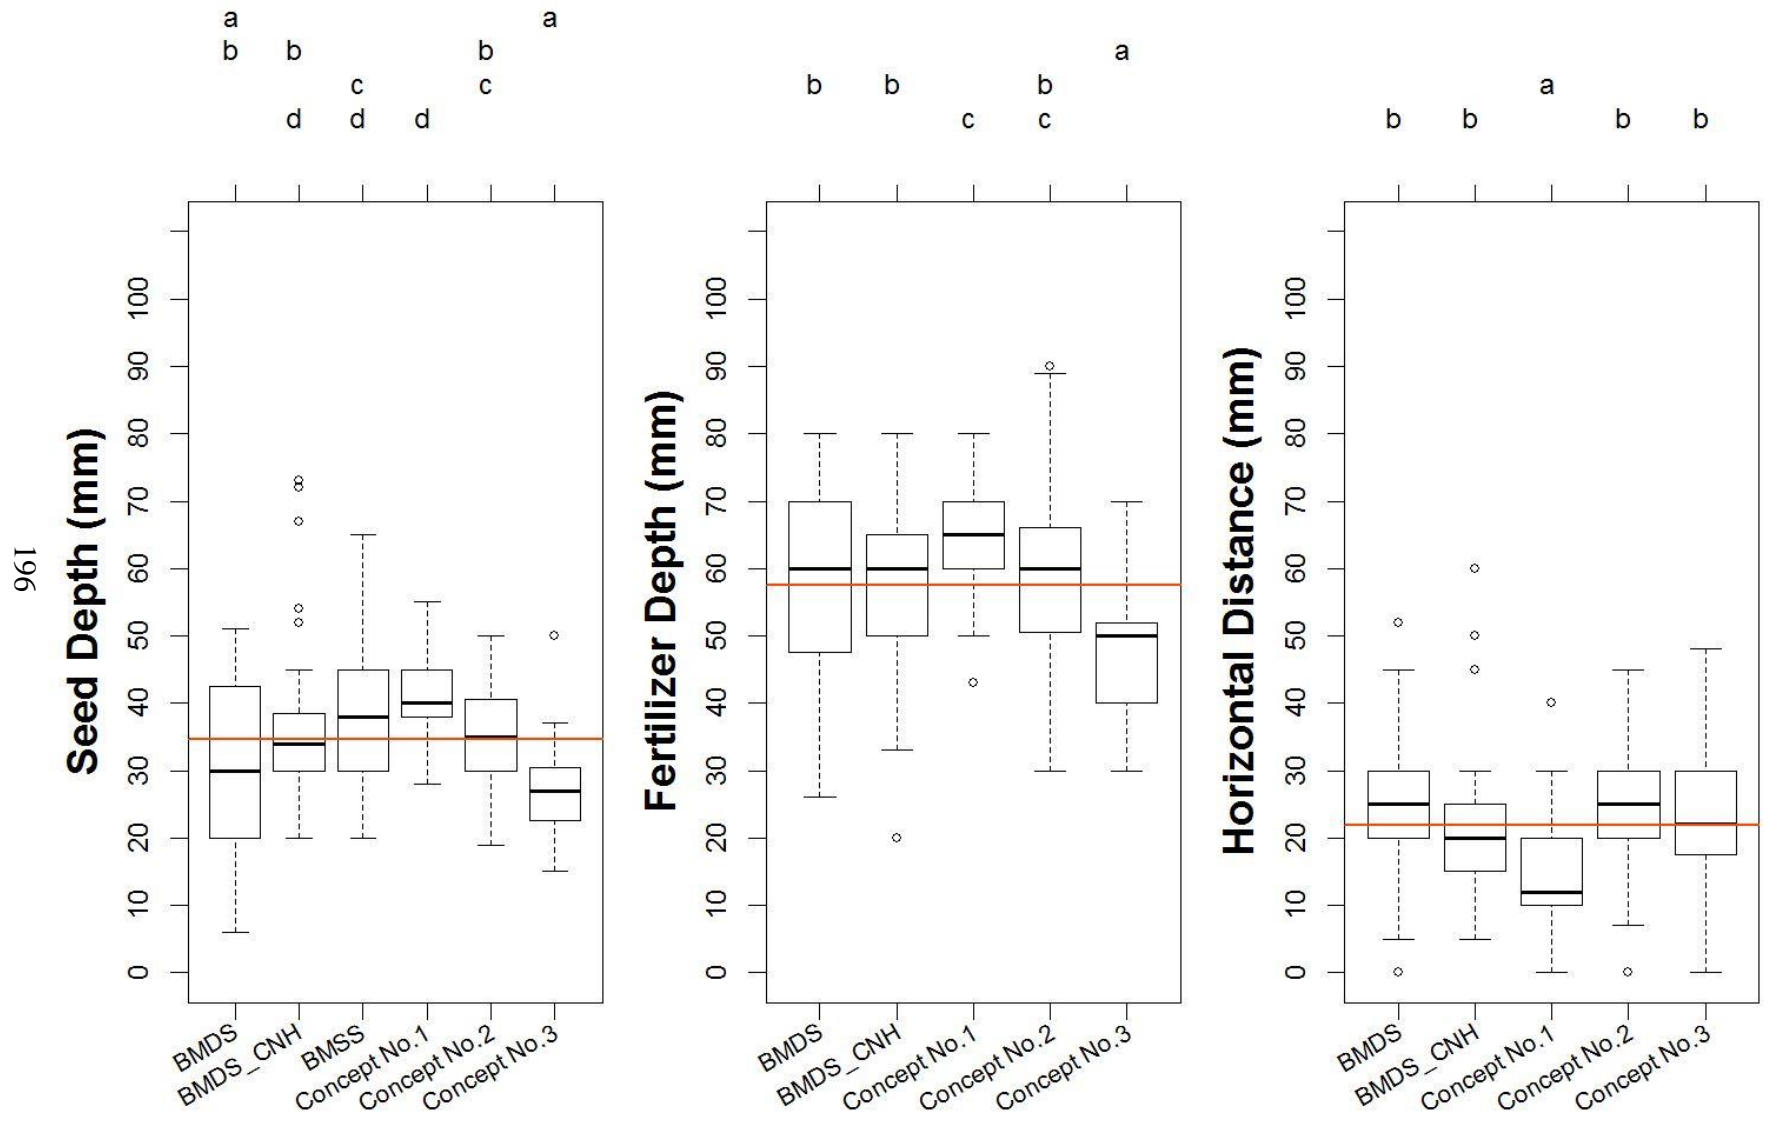 a a
b b b a
c c b b b a
d d d c c b b b b
Seed Depth (mm)
0 10 20 30 40 50 60 70 80 90 100
BMDS
BMDS_CNH
BMSS
Concept No.1
Concept No.2
Concept No.3
Fertilizer Depth (mm)
0 10 20 30 40 50 60 70 80 90 100
BMDS
BMDS_CNH
Concept No.1
Concept No.2
Concept No.3
Horizontal Distance (mm)
0 10 20 30 40 50 60 70 80 90 100
BMDS
BMDS_CNH
Concept No.1
Concept No.2
Concept No.3
196